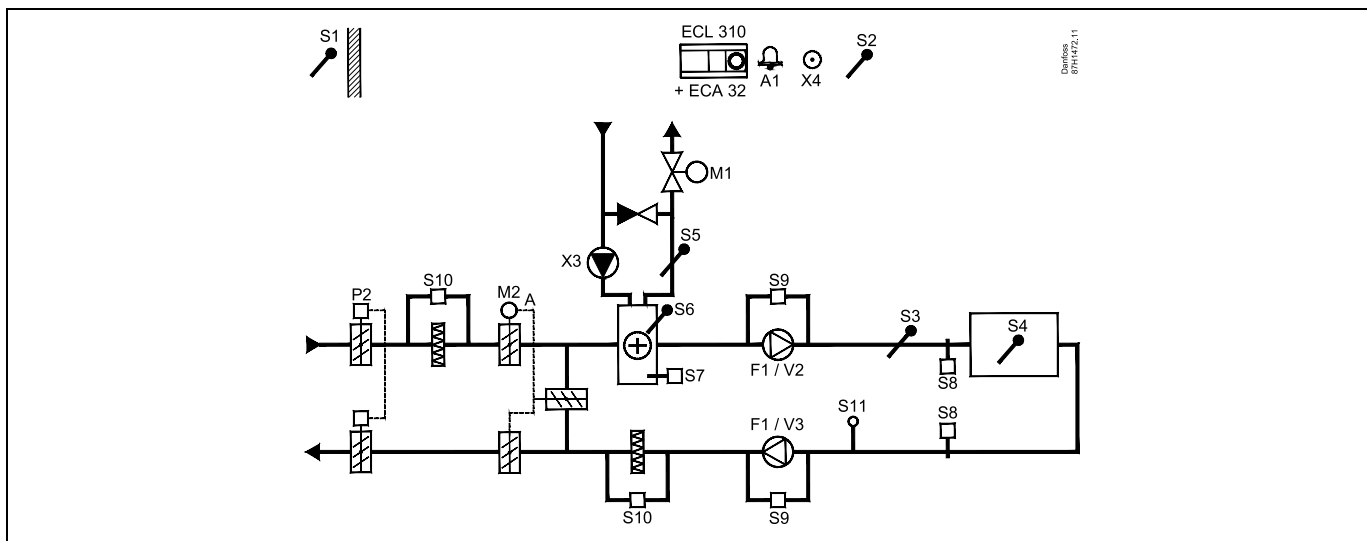 S1
ECL 310
+ ECA 32
A1
X4
S2
Danfoss
87H1472.11
M1
X3
S5
P2
S10
M2
A
S6
S9
S3
S4
S7
F1 / V2
S8
F1 / V3
S11
S8
S10
S9